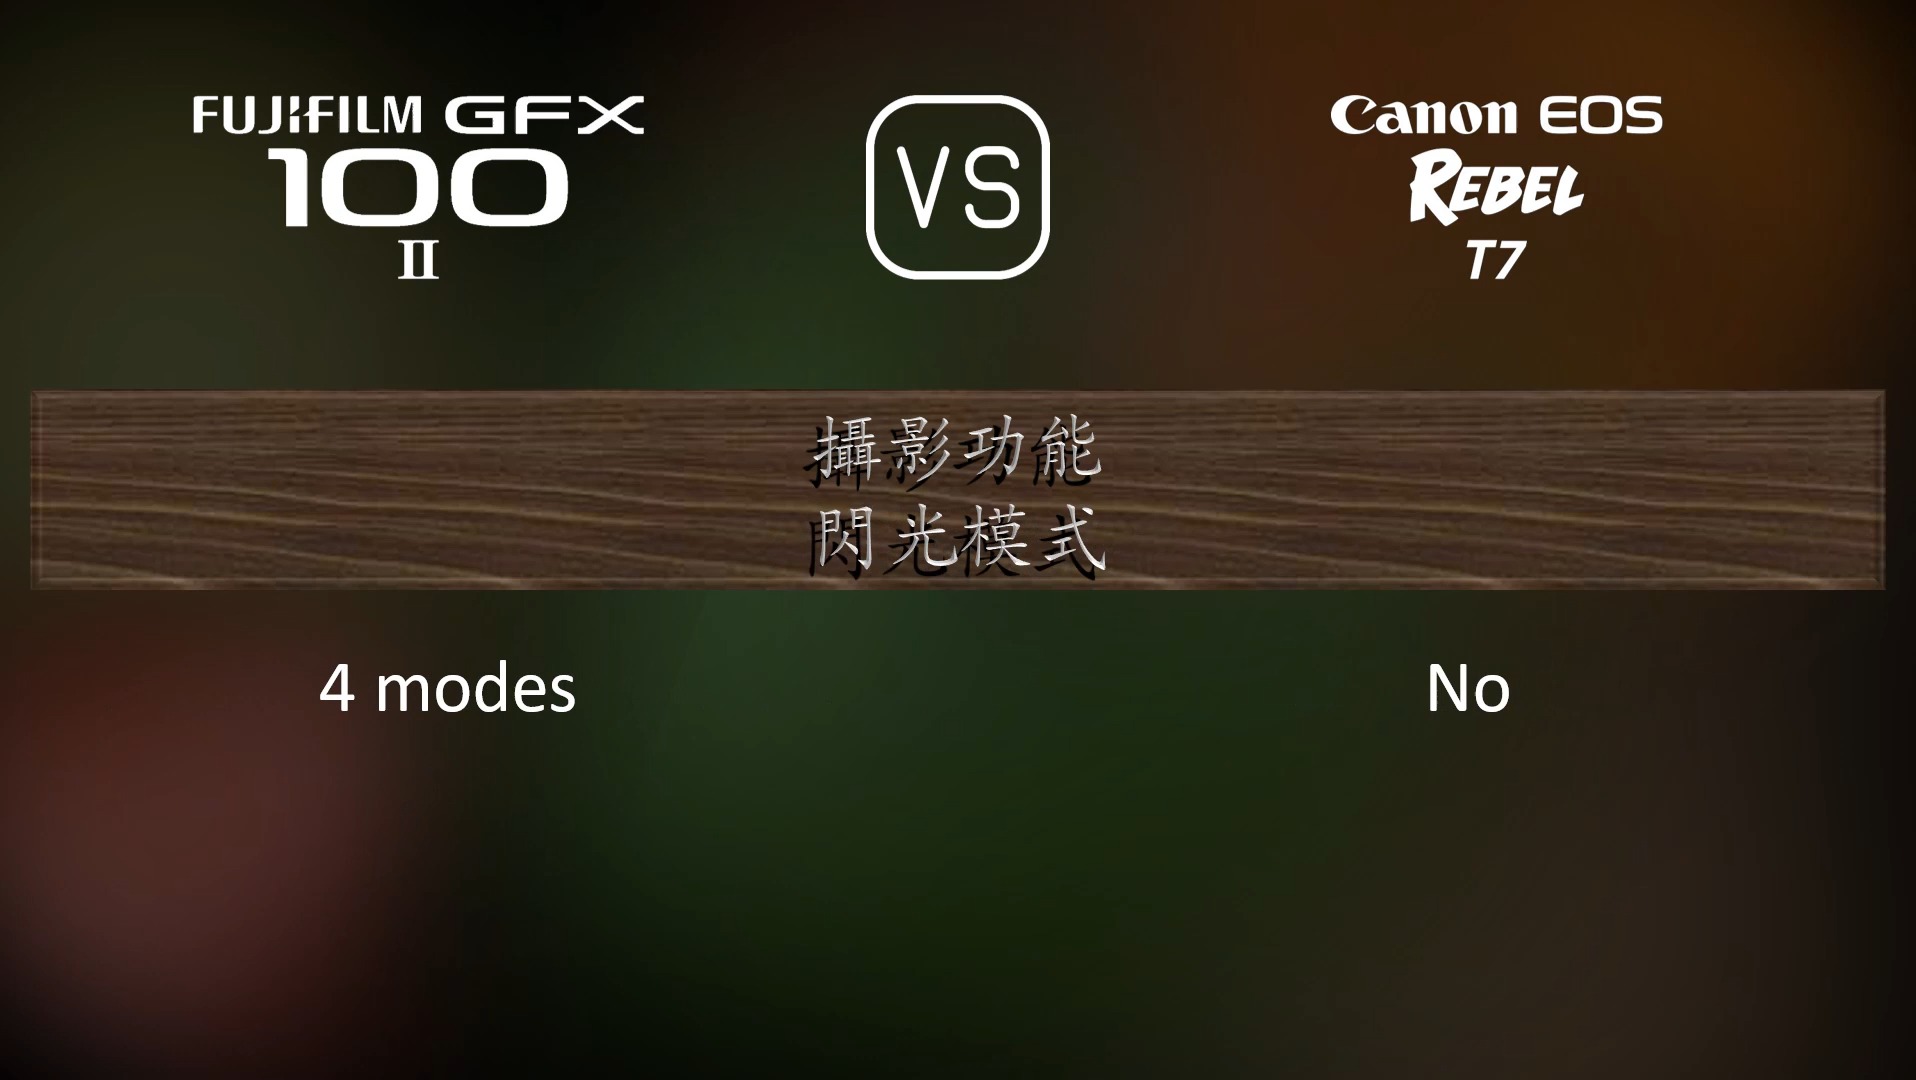 FUJIFILM GFX
100
II
VS
Canon EOS
REBEL
T7
攝影功能
閃光模式
4 modes
No